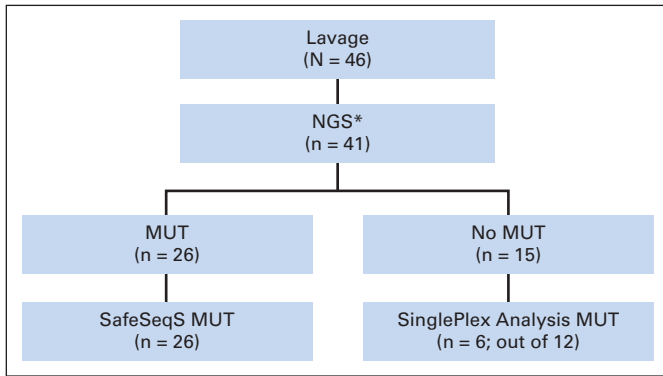 Lavage
(N = 46)
NGS*
(n = 41)
MUT
(n = 26)
No MUT
(n = 15)
SafeSeqS MUT
(n = 26)
SinglePlex Analysis MUT
(n = 6; out of 12)